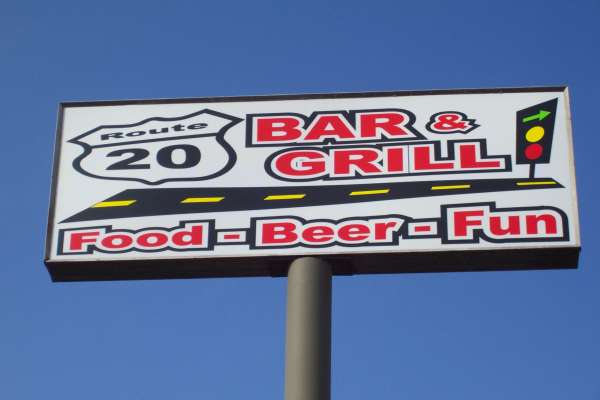 Route
20
BAR &
GRILL
Food - Beer - Fun